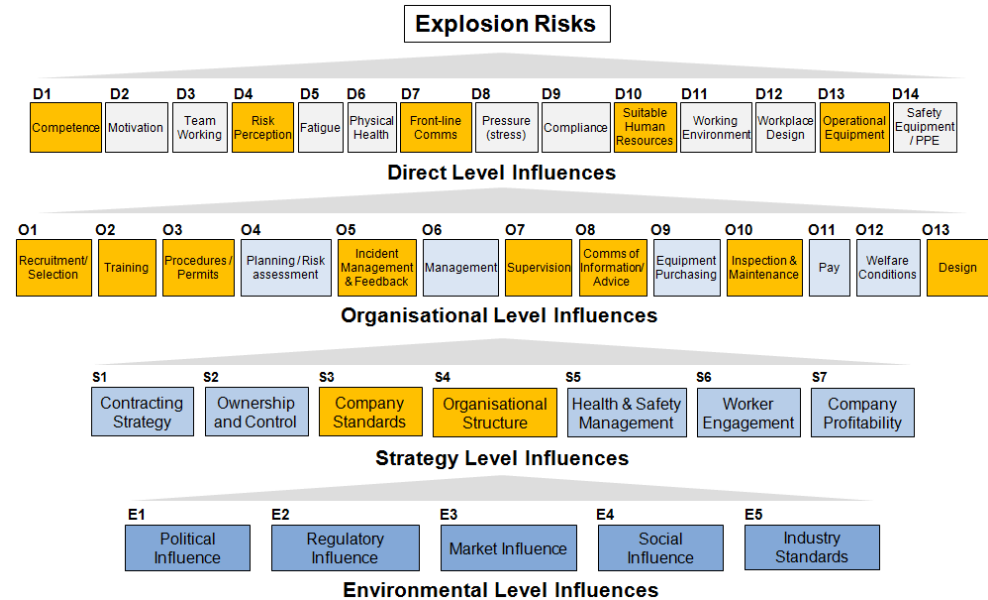 Explosion Risks
D1 D2 D3 D4 D5 D6 D7 D8 D9 D10 D11 D12 D13 D14
Competence
Motivation
Team
Working
Risk
Perception
Fatigue
Physical
Health
Front-line
Comms
Pressure
(stress)
Compliance
Suitable
Human
Resources
Working
Environment
Workplace
Design
Operational
Equipment
Safety
Equipment
/ PPE
Direct Level Influences
O1 O2 O3 O4 O5 O6 O7 O8 O9 O10 O11 O12 O13
Recruitment/
Selection
Training
Procedures /
Permits
Planning / Risk
assessment
Incident
Management
& Feedback
Management
Supervision
Comms of
Information/
Advice
Equipment
Purchasing
Inspection &
Maintenance
Pay
Welfare
Conditions
Design
Organisational Level Influences
S1 S2 S3 S4 S5 S6 S7
Contracting
Strategy
Ownership
and Control
Company
Standards
Organisational
Structure
Health & Safety
Management
Worker
Engagement
Company
Profitability
Strategy Level Influences
E1 E2 E3 E4 E5
Political
Influence
Regulatory
Influence
Market Influence
Social
Influence
Industry
Standards
Environmental Level Influences